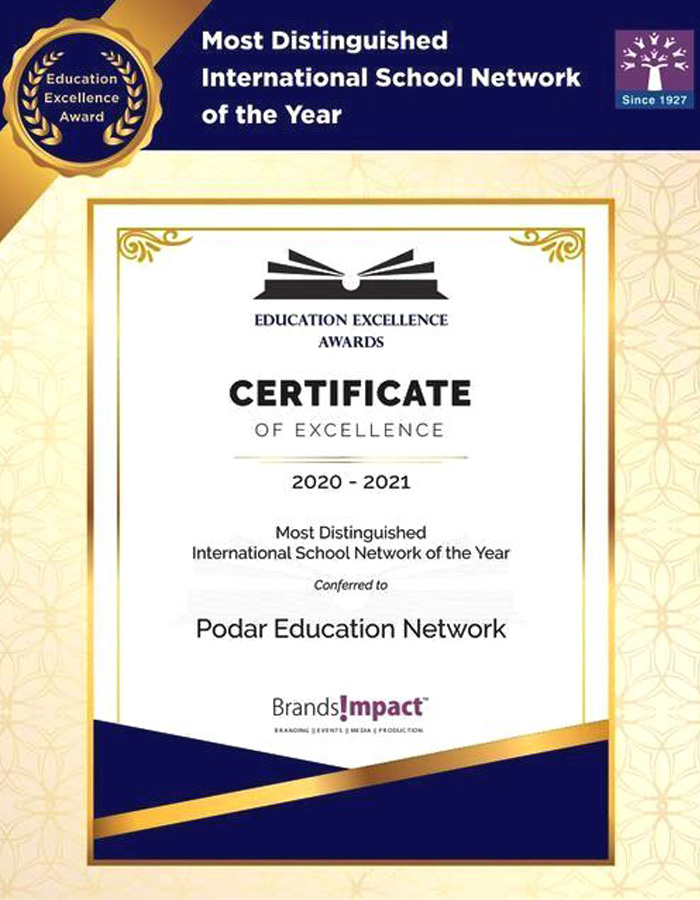 Most Distinguished
International School Network
of the Year
Education
Excellence
Award
Since 1927
EDUCATION EXCELLENCE
AWARDS
CERTIFICATE
OF EXCELLENCE
2020 - 2021
Most Distinguished
International School Network of the Year
Conferred to
Podar Education Network
Brands!mpact™
BRANDING || EVENTS || MEDIA || PRODUCTION